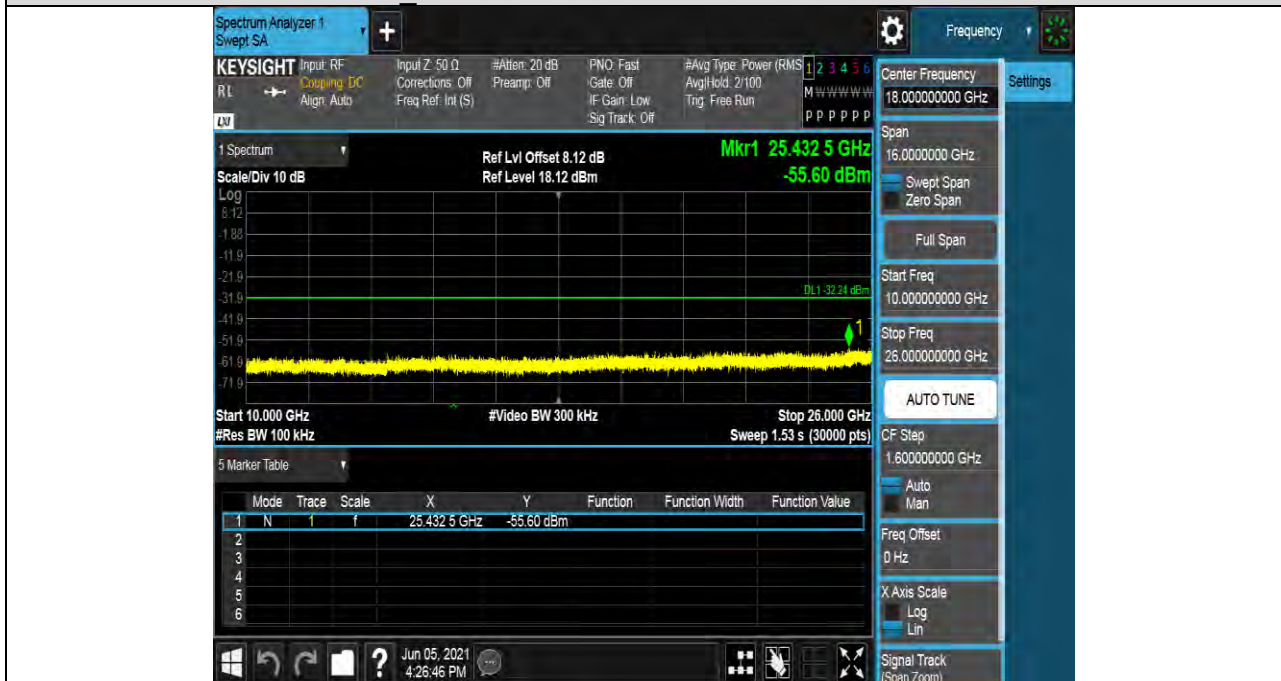 Spectrum Analyzer 1
Swept SA
+
Frequency
KEYSIGHT
RL
LXI
Input: RF
Coupling: DC
Align: Auto
Input Z: 50 Ω
Corrections: Off
Freq Ref: Int (S)
#Atten: 20 dB
Preamp: Off
PNO: Fast
Gate: Off
IF Gain: Low
Sig Track: Off
#Avg Type: Power (RMS
Avg|Hold: 2/100
Trig: Free Run
1 2 3 4 5 6
M W W W W W
P P P P P P
Center Frequency
18.000000000 GHz
Settings
Span
16.0000000 GHz
Swept Span
Zero Span
Full Span
Start Freq
10.000000000 GHz
Stop Freq
26.000000000 GHz
AUTO TUNE
CF Step
1.600000000 GHz
Auto
Man
Freq Offset
0 Hz
X Axis Scale
Log
Lin
Signal Track
(Span Zoom)
1 Spectrum
Scale/Div 10 dB
Ref Lvl Offset 8.12 dB
Ref Level 18.12 dBm
Mkr1 25.432 5 GHz
-55.60 dBm
Log
8.12
-1.88
-11.9
-21.9
-31.9
-41.9
-51.9
-61.9
-71.9
DL1 -32.24 dBm
1
Start 10.000 GHz
#Res BW 100 kHz
#Video BW 300 kHz
Stop 26.000 GHz
Sweep 1.53 s (30000 pts)
5 Marker Table
Mode Trace Scale X Y Function Function Width Function Value
1 N 1 f 25.432 5 GHz -55.60 dBm
2
3
4
5
6
?
Jun 05, 2021
4:26:46 PM